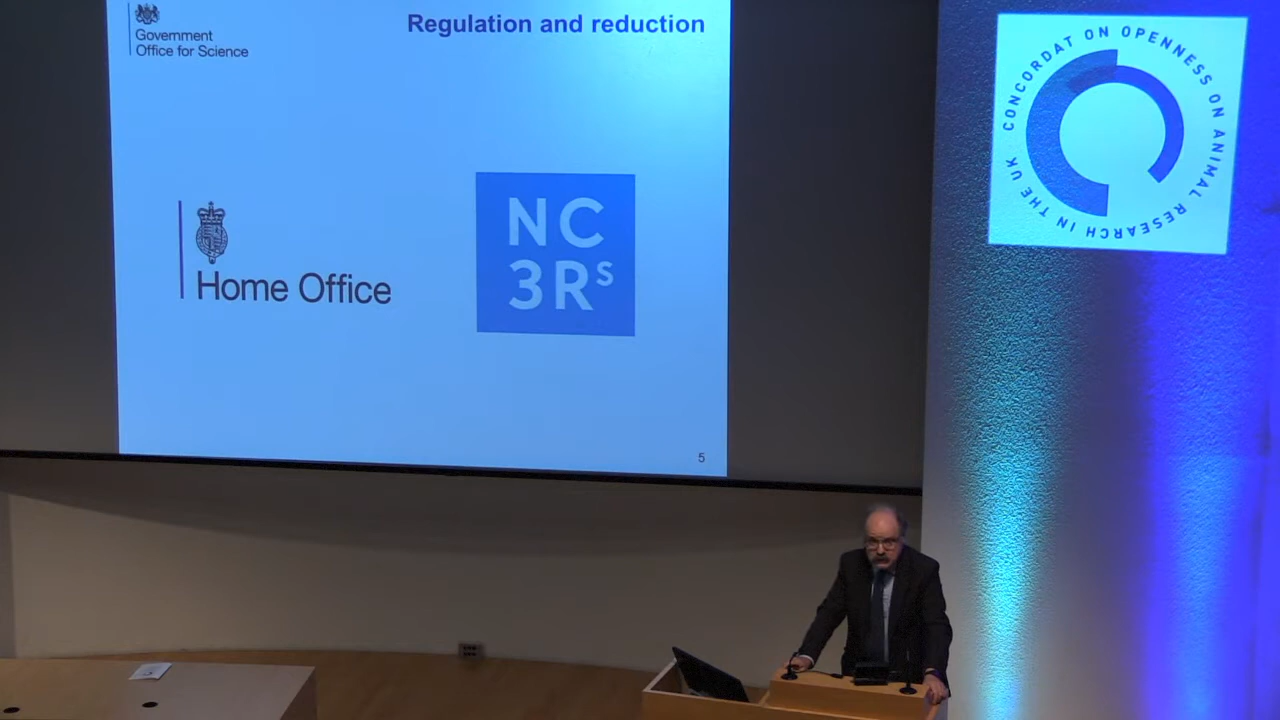 Government
Office for Science
Regulation and reduction
Home Office
NC
3Rs
5
CONCORDAT ON OPENNESS ON ANIMAL RESEARCH IN THE UK